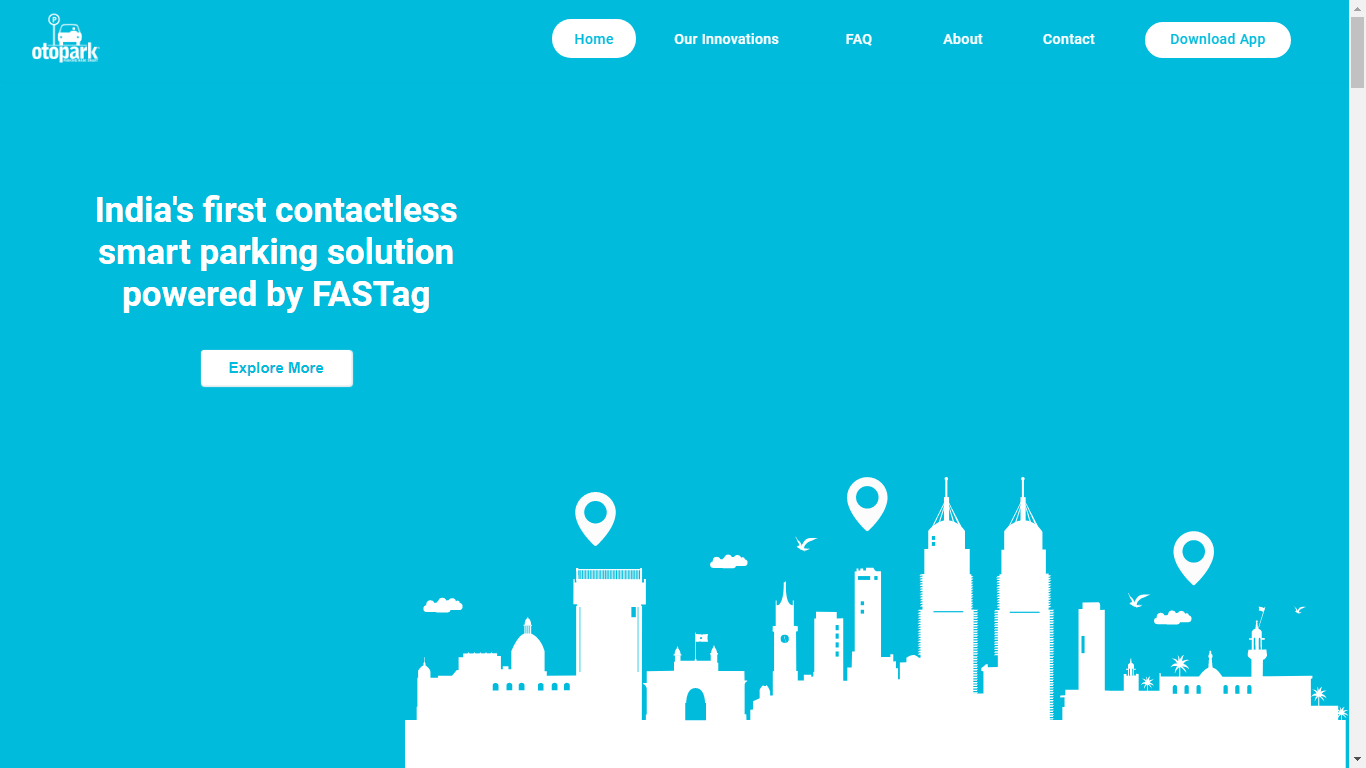 P
otopark
Home
Our Innovations
FAQ
About
Contact
Download App
India's first contactless
smart parking solution
powered by FASTag
Explore More